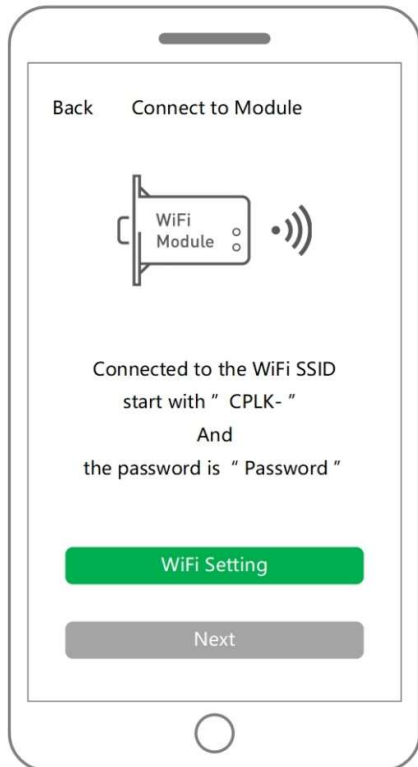 Back Connect to Module
WiFi
Module
Connected to the WiFi SSID
start with " CPLK- "
And
the password is “ Password ”
WiFi Setting
Next